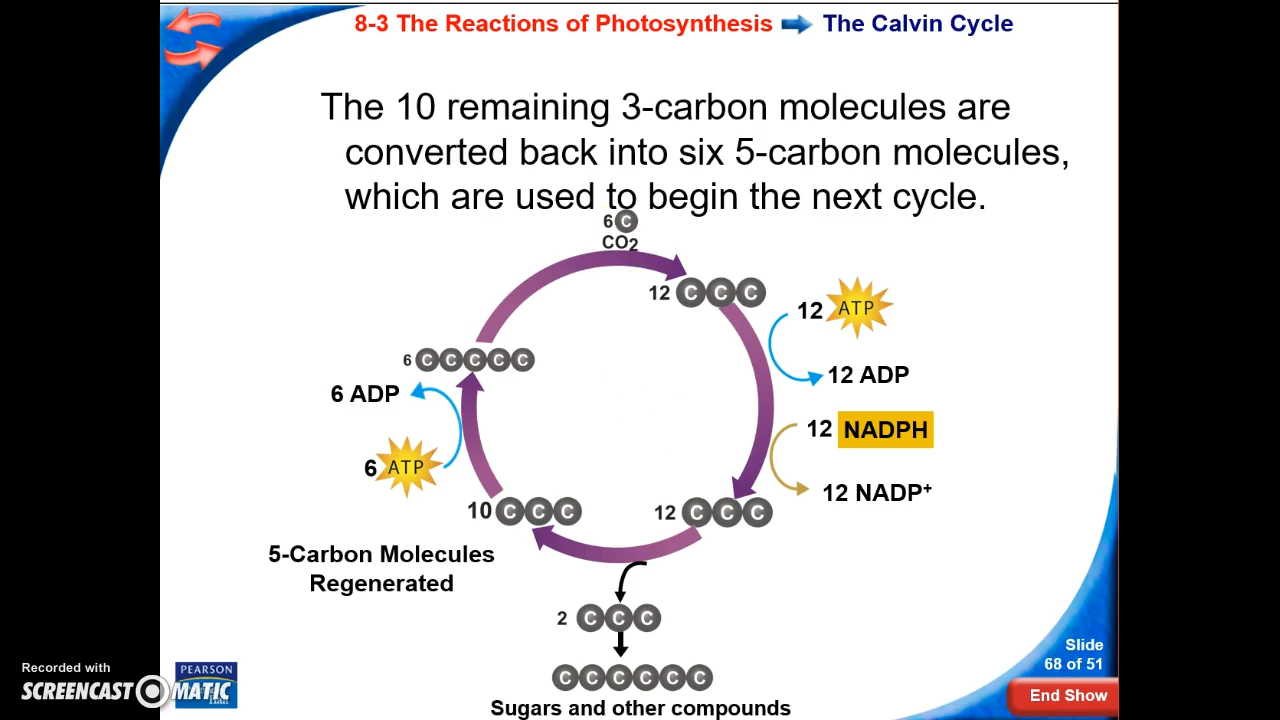 8-3 The Reactions of Photosynthesis The Calvin Cycle
The 10 remaining 3-carbon molecules are
converted back into six 5-carbon molecules,
which are used to begin the next cycle.
6 C
CO2
12 C C C
12 ATP
12 ADP
12 NADPH
12 NADP+
12 C C C
6 C C C C C
6 ADP
6 ATP
10 C C C
5-Carbon Molecules
Regenerated
2 C C C
C C C C C C
Sugars and other compounds
Slide
68 of 51
End Show
Recorded with
SCREENCAST MATIC
PEARSON